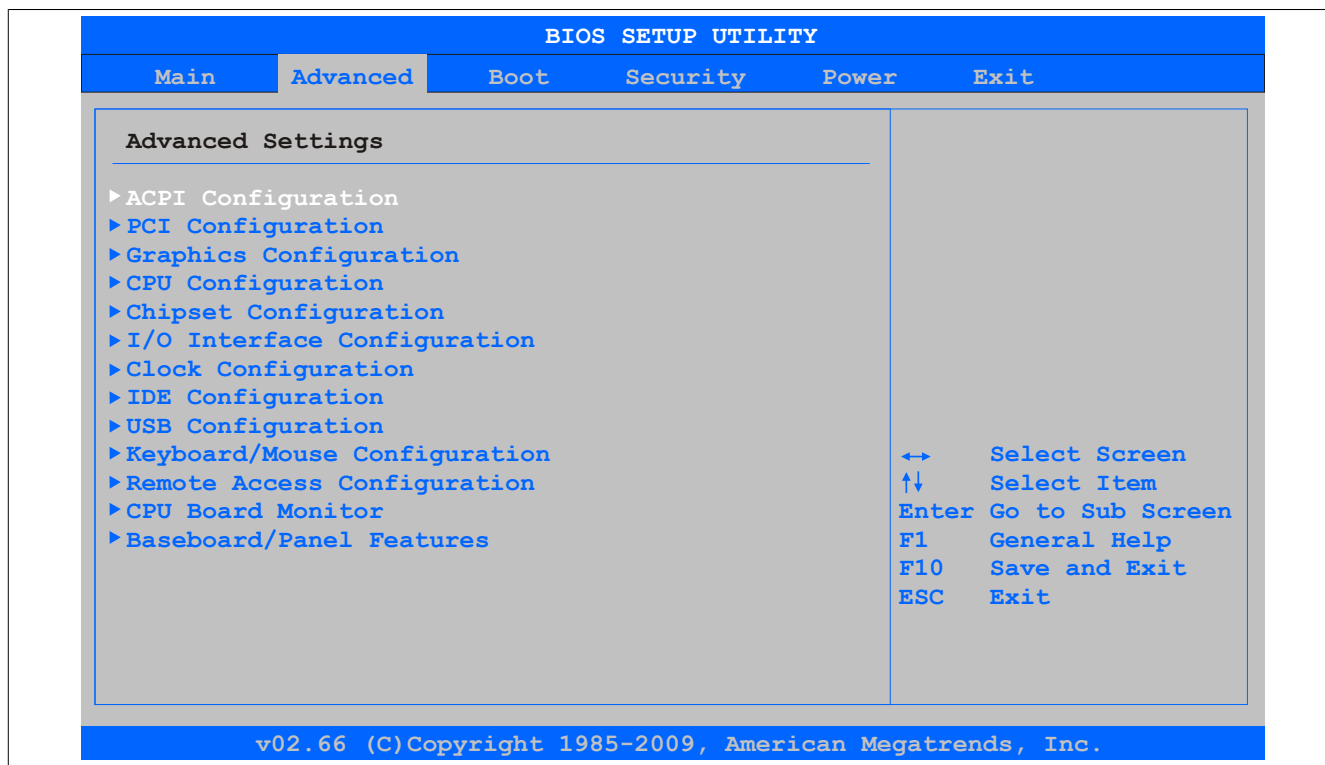 BIOS SETUP UTILITY
Main Advanced Boot Security Power Exit
Advanced Settings
ACPI Configuration
PCI Configuration
Graphics Configuration
CPU Configuration
Chipset Configuration
I/O Interface Configuration
Clock Configuration
IDE Configuration
USB Configuration
Keyboard/Mouse Configuration
Remote Access Configuration
CPU Board Monitor
Baseboard/Panel Features
←→ Select Screen
↑↓ Select Item
Enter Go to Sub Screen
F1 General Help
F10 Save and Exit
ESC Exit
v02.66 (C)Copyright 1985-2009, American Megatrends, Inc.